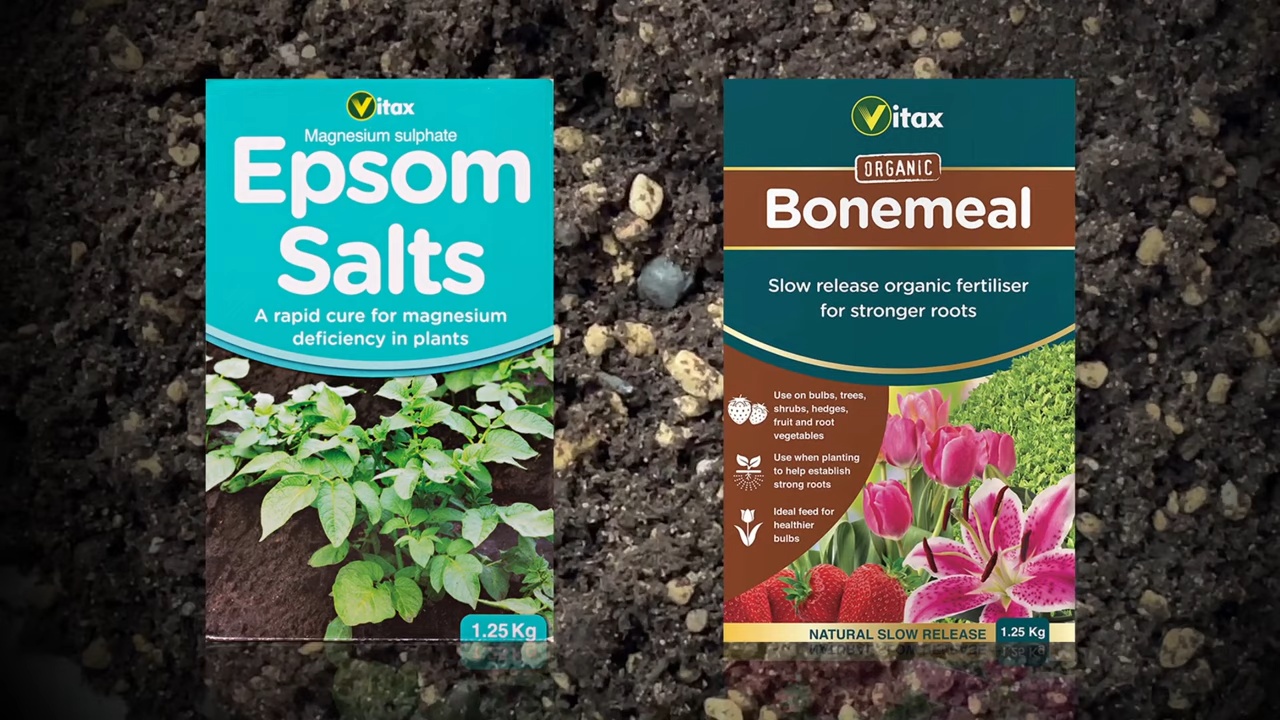 Vitax
Magnesium sulphate
Epsom
Salts
A rapid cure for magnesium
deficiency in plants
1.25 Kg
Vitax
ORGANIC
Bonemeal
Slow release organic fertiliser
for stronger roots
Use on bulbs, trees,
shrubs, hedges,
fruit and root
vegetables
Use when planting
to help establish
strong roots
Ideal feed for
healthier
bulbs
NATURAL SLOW RELEASE
1.25 Kg